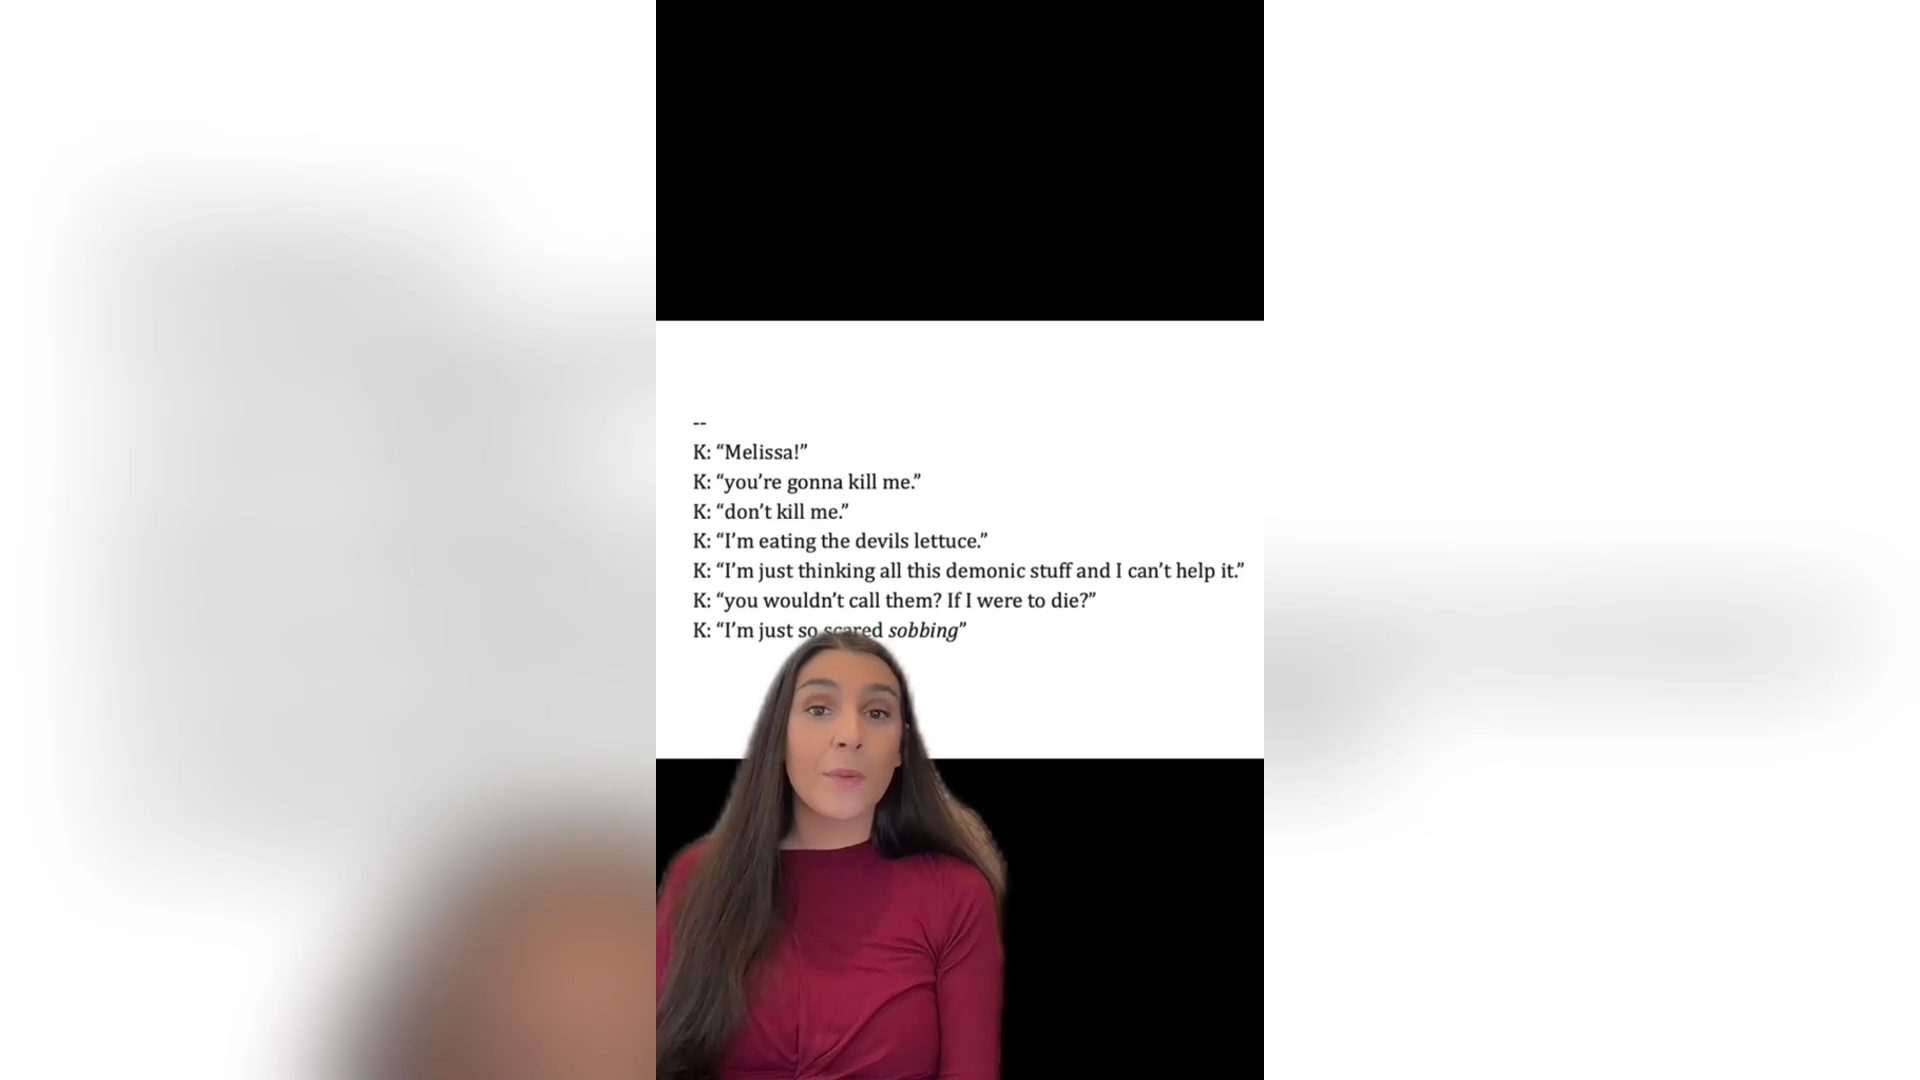 --
K: “Melissa!”
K: “you’re gonna kill me.”
K: “don’t kill me.”
K: “I’m eating the devils lettuce.”
K: “I’m just thinking all this demonic stuff and I can’t help it.”
K: “you wouldn’t call them? If I were to die?”
K: “I’m just so scared sobbing”